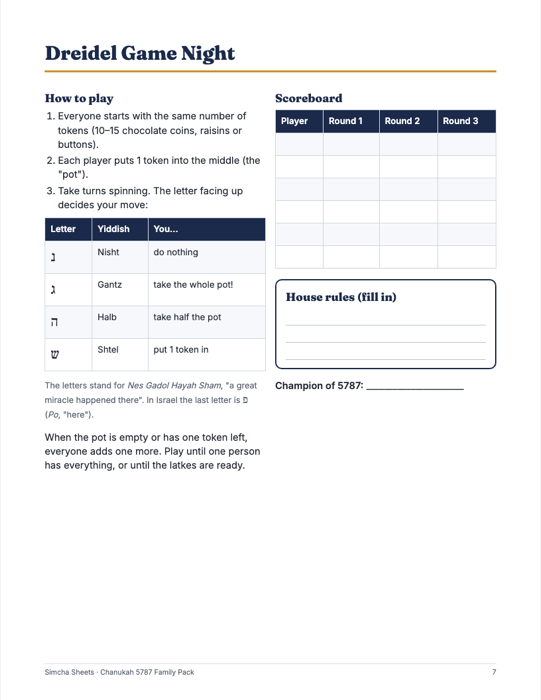 Dreidel Game Night
How to play
1. Everyone starts with the same number of
tokens (10–15 chocolate coins, raisins or
buttons).
2. Each player puts 1 token into the middle (the
"pot").
3. Take turns spinning. The letter facing up
decides your move:
Letter Yiddish You...
נ Nisht do nothing
ג Gantz take the whole pot!
ה Halb take half the pot
ש Shtel put 1 token in
The letters stand for Nes Gadol Hayah Sham, "a great
miracle happened there". In Israel the last letter is פ
(Po, "here").
When the pot is empty or has one token left,
everyone adds one more. Play until one person
has everything, or until the latkes are ready.
Scoreboard
Player Round 1 Round 2 Round 3
House rules (fill in)
Champion of 5787: ____________________
Simcha Sheets · Chanukah 5787 Family Pack 7